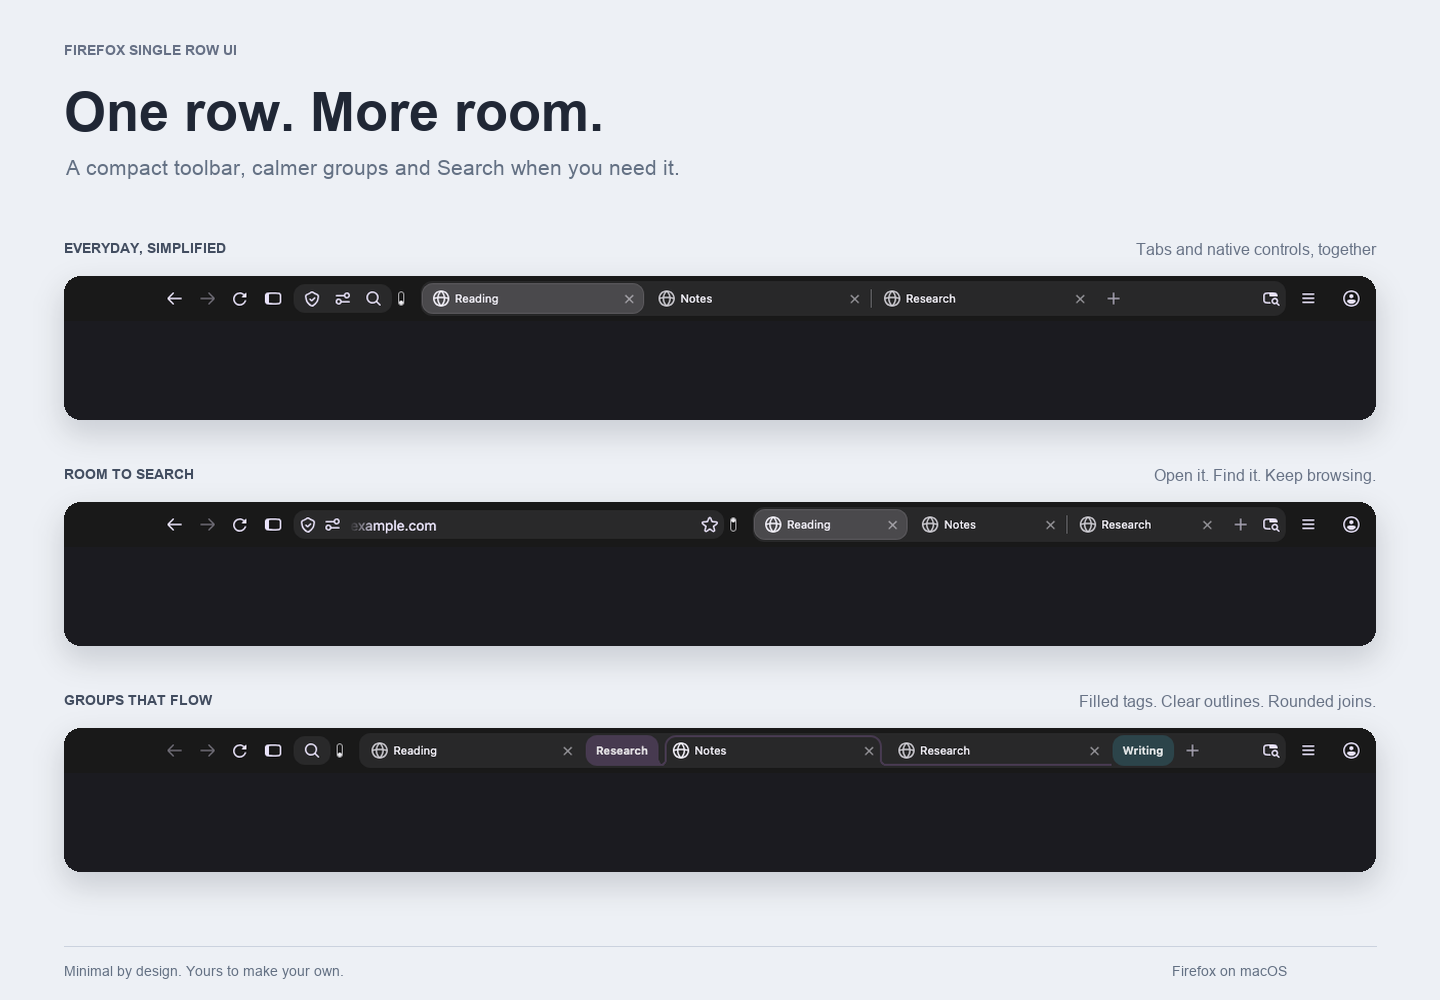 FIREFOX SINGLE ROW UI
One row. More room.
A compact toolbar, calmer groups and Search when you need it.
EVERYDAY, SIMPLIFIED
Tabs and native controls, together
Reading
Notes
Research
ROOM TO SEARCH
Open it. Find it. Keep browsing.
example.com
Reading
Notes
Research
GROUPS THAT FLOW
Filled tags. Clear outlines. Rounded joins.
Reading
Research
Notes
Research
Writing
Minimal by design. Yours to make your own.
Firefox on macOS